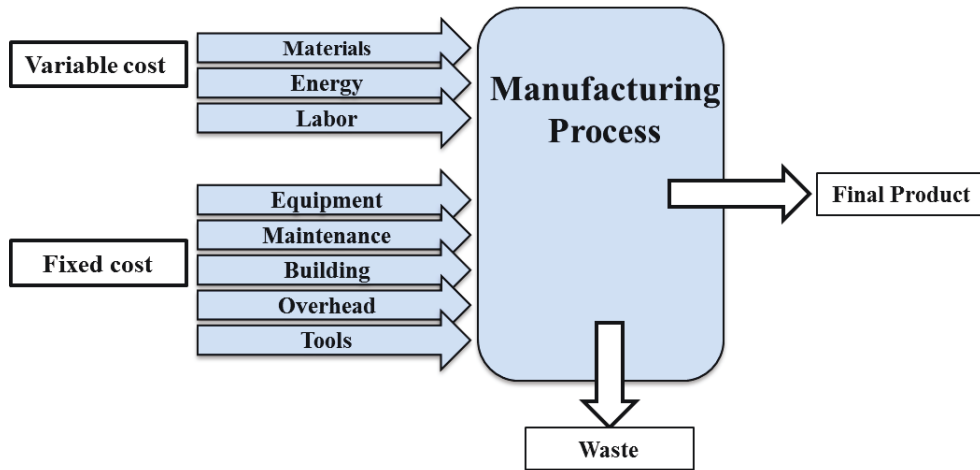 Variable cost
Materials
Energy
Labor
Fixed cost
Equipment
Maintenance
Building
Overhead
Tools
Manufacturing
Process
Final Product
Waste